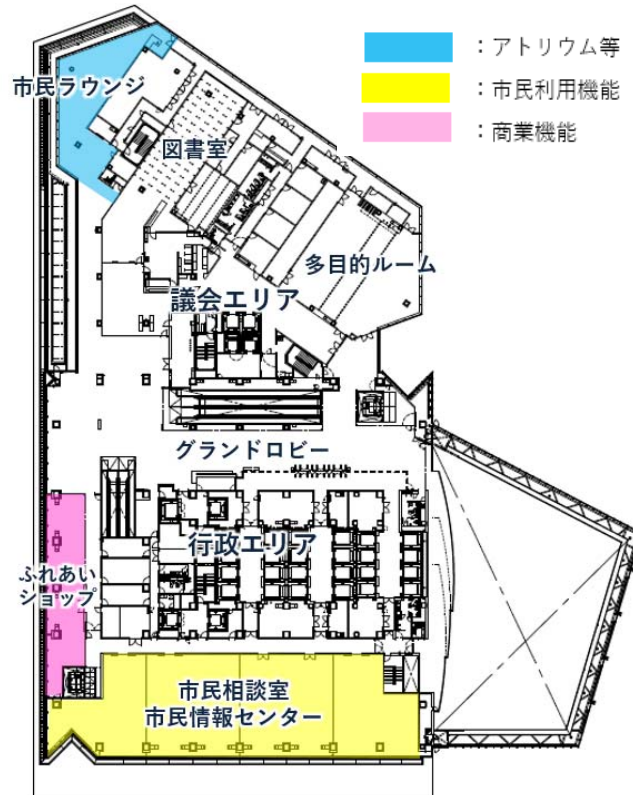 ：アトリウム等
：市民利用機能
：商業機能
市民ラウンジ
図書室
多目的ルーム
議会エリア
グランドロビー
行政エリア
ふれあい
ショップ
市民相談室
市民情報センター